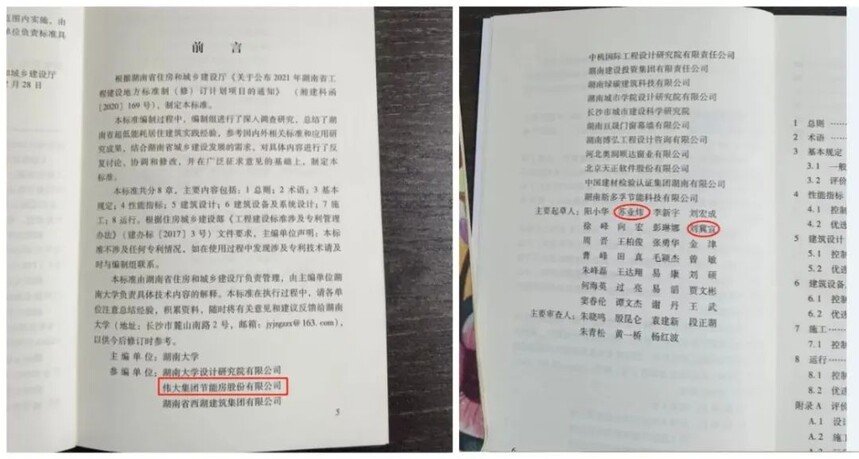 范围内实施，由
单位负责标准具
和城乡建设厅
2月28日
前 言
根据湖南省住房和城乡建设厅《关于公布2021年湖南省工
程建设地方标准制（修）订计划项目的通知》（湘建科函
[2020] 169号），制定本标准。
本标准编制过程中，编制组进行了深入调查研究，总结了湖
南省超低能耗居住建筑实践经验，参考国内外相关标准和应用研
究成果，结合湖南省城乡建设发展的需求，对具体内容进行了反
复讨论、协调和修改，并在广泛征求意见的基础上，制定本
标准。
本标准共分8章，主要内容包括：1 总则；2 术语；3 基本
规定；4 性能指标；5 建筑设计；6 建筑设备及系统设计；7 施
工；8 运行。根据住房城乡建设部《工程建设标准涉及专利管理
办法》（建办标［2017］3号）文件要求，主编单位声明：本标
准不涉及任何专利情况，如在使用过程中发现涉及专利技术请及
时与编制组联系。
本标准由湖南省住房和城乡建设厅负责管理，由主编单位湖
南大学负责具体技术内容的解释。本标准在执行过程中，请各单
位注意总结经验，积累资料，随时将有关意见和建议反馈给湖南
大学（地址：长沙市麓山南路2号，邮箱：jyjngzzx@163.com），
以供今后修订时参考。
主编单位：湖南大学
参编单位：湖南大学设计研究院有限公司
伟大集团节能房股份有限公司
湖南省西湖建筑集团有限公司
5
中机国际工程设计研究院有限责任公司
湖南建设投资集团有限责任公司
湖南绿碳建筑科技有限公司
湖南城市学院设计研究院有限公司
长沙市城市建设科学研究院
湖南豆晟门窗幕墙有限公司
湖南博弘工程设计咨询有限公司
河北奥润顺达窗业有限公司
北京天正软件股份有限公司
中国建材检验认证集团湖南有限公司
湖南斯多孚节能科技有限公司
主要起草人：阳小华 苏业炜 李新宇 刘宏成
徐峰 向宏 彭琳娜 刘冀宣
周晋 王柏俊 张勇华 金津
曹峰 田真 毛颖杰 曾敏
朱峰磊 王达翔 易康 刘硕
何海英 过亮 易韬 贾文彬
窦春伦 谭文杰 谢丹 王武
主要审查人：朱晓鸣 殷昆仑 袁建新 段正湖
朱青松 黄一桥 杨红波
6
1 总则
2 术语
3 基本规定
3.1 一般
3.2 评价
4 性能指标
4.1 控制
4.2 优选
5 建筑设计
5.1 控制
5.2 优选
6 建筑设备
6.1 控制
6.2 优选
7 施工
8 运行
8.1 控制
8.2 优选
附录A 评价
A.1 设计
A.2 施工
A.3 运